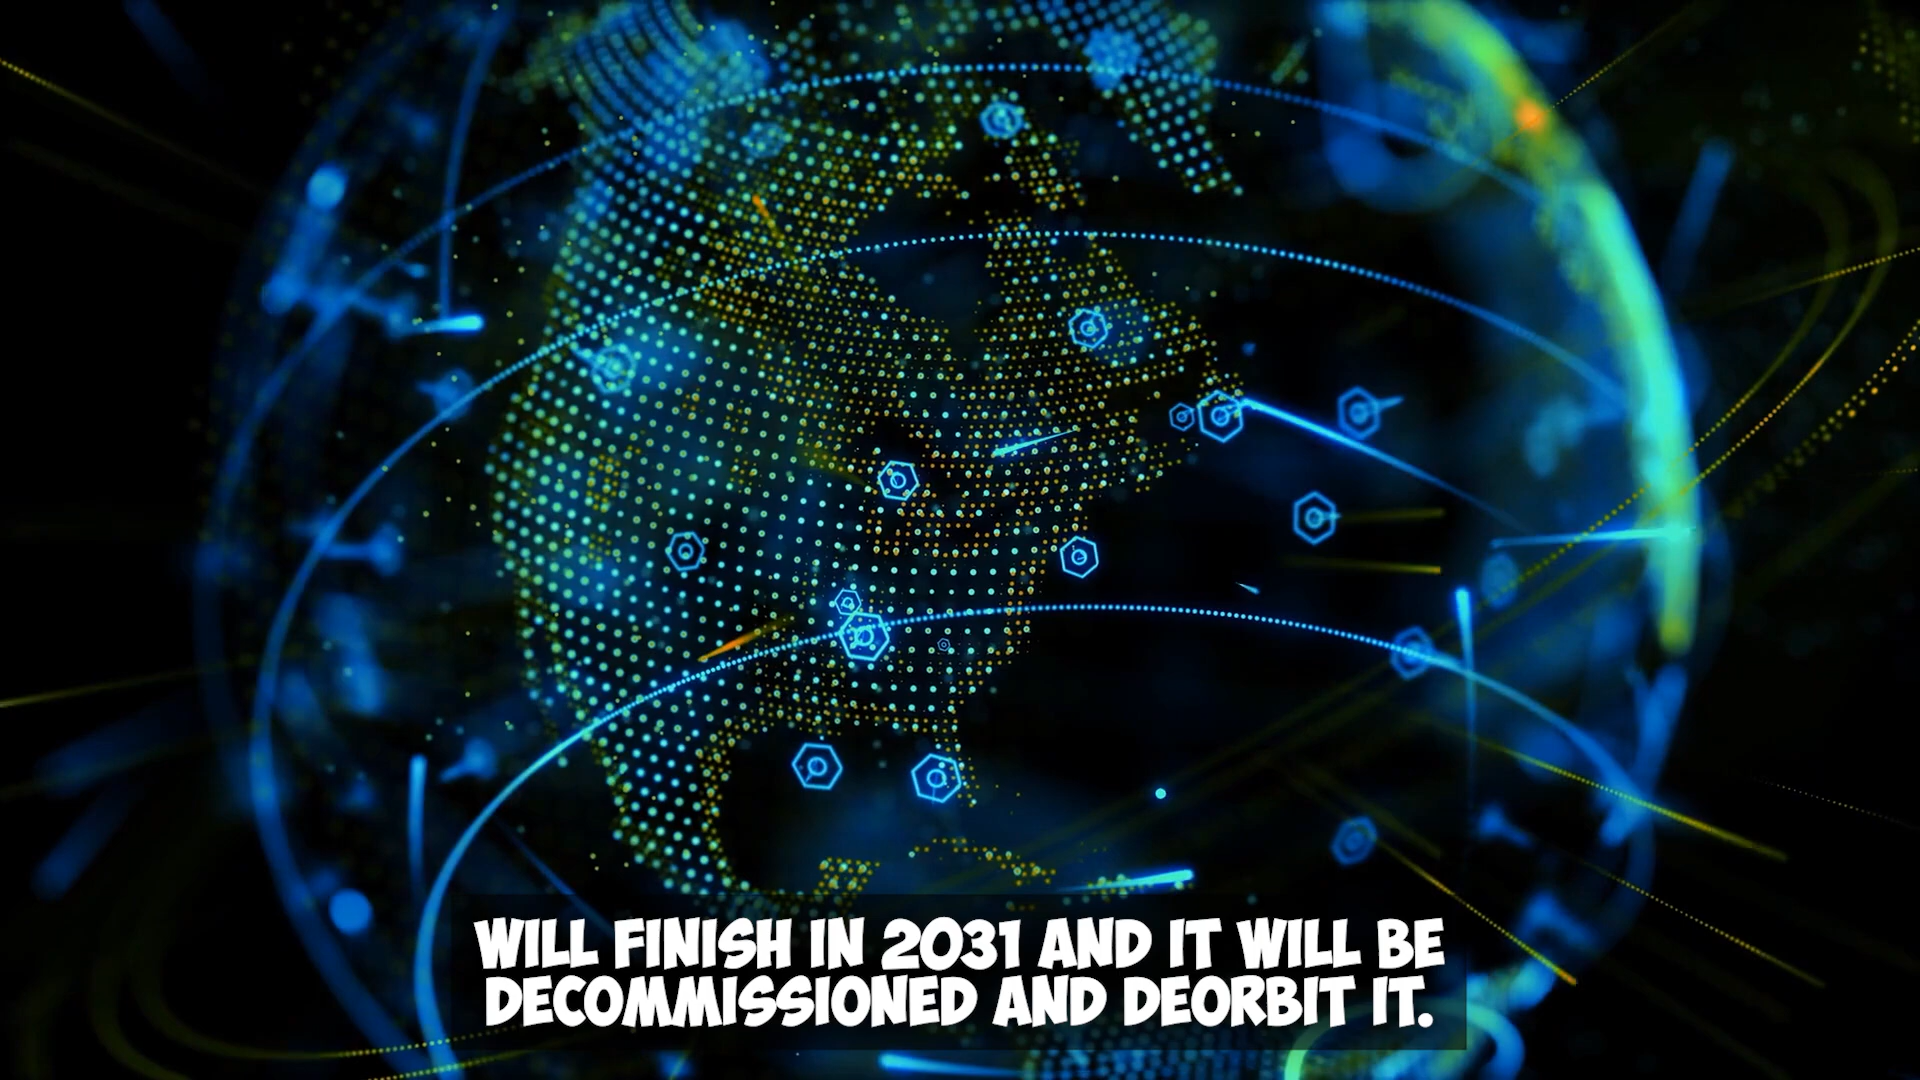 WILL FINISH IN 2031 AND IT WILL BE
DECOMMISSIONED AND DEORBIT IT.